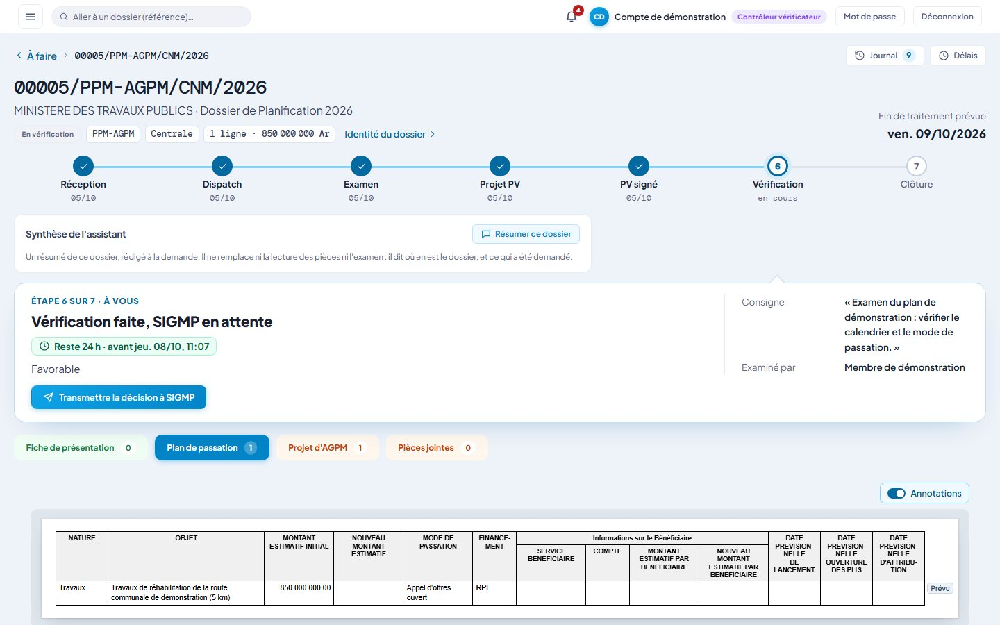 Aller à un dossier (référence)...
4
CD Compte de démonstration Contrôleur vérificateur Mot de passe Déconnexion
À faire 00005/PPM-AGPM/CNM/2026
Journal 9 Délais
00005/PPM-AGPM/CNM/2026
MINISTERE DES TRAVAUX PUBLICS · Dossier de Planification 2026
Fin de traitement prévue
En vérification PPM-AGPM Centrale 1 ligne · 850 000 000 Ar Identité du dossier
ven. 09/10/2026
6 7
Réception Dispatch Examen Projet PV PV signé Vérification Clôture
05/10 05/10 05/10 05/10 05/10 en cours
Synthèse de l'assistant Résumer ce dossier
Un résumé de ce dossier, rédigé à la demande. Il ne remplace ni la lecture des pièces ni l'examen : il dit où en est le dossier, et ce qui a été demandé.
ÉTAPE 6 SUR 7 · À VOUS
Vérification faite, SIGMP en attente
Reste 24 h · avant jeu. 08/10, 11:07
Favorable
Transmettre la décision à SIGMP
Consigne
« Examen du plan de
démonstration : vérifier le
calendrier et le mode de
passation. »
Examiné par Membre de démonstration
Fiche de présentation 0 Plan de passation 1 Projet d'AGPM 1 Pièces jointes 0
Annotations
NATURE
OBJET
MONTANT
ESTIMATIF INITIAL
NOUVEAU
MONTANT
ESTIMATIF
MODE DE
PASSATION
FINANCE-
MENT
Informations sur le Bénéficiaire
SERVICE
BENEFICIAIRE
COMPTE
MONTANT
ESTIMATIF PAR
BENEFICIAIRE
NOUVEAU
MONTANT
ESTIMATIF PAR
BENEFICIAIRE
DATE
PREVISION-
NELLE
DE
LANCEMENT
DATE
PREVISION-
NELLE
OUVERTURE
DES PLIS
DATE
PREVISION-
NELLE
D'ATTRIBU-
TION
Travaux
Travaux de réhabilitation de la route
communale de démonstration (5 km)
850 000 000,00
Appel d'offres
ouvert
RPI
Prévu